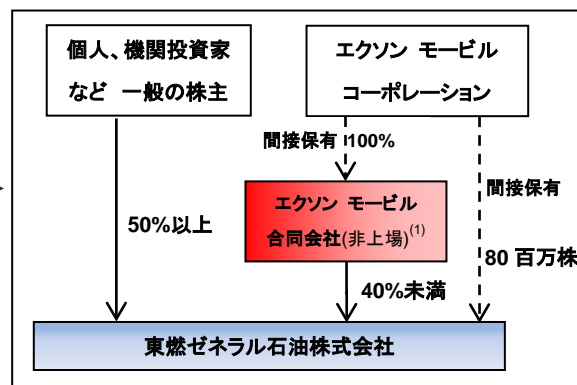 個人、機関投資家
など 一般の株主
エクソン モービル
コーポレーション
間接保有 100%
エクソン モービル
合同会社(非上場)(1)
間接保有
50%以上
80 百万株
40%未満
東燃ゼネラル石油株式会社